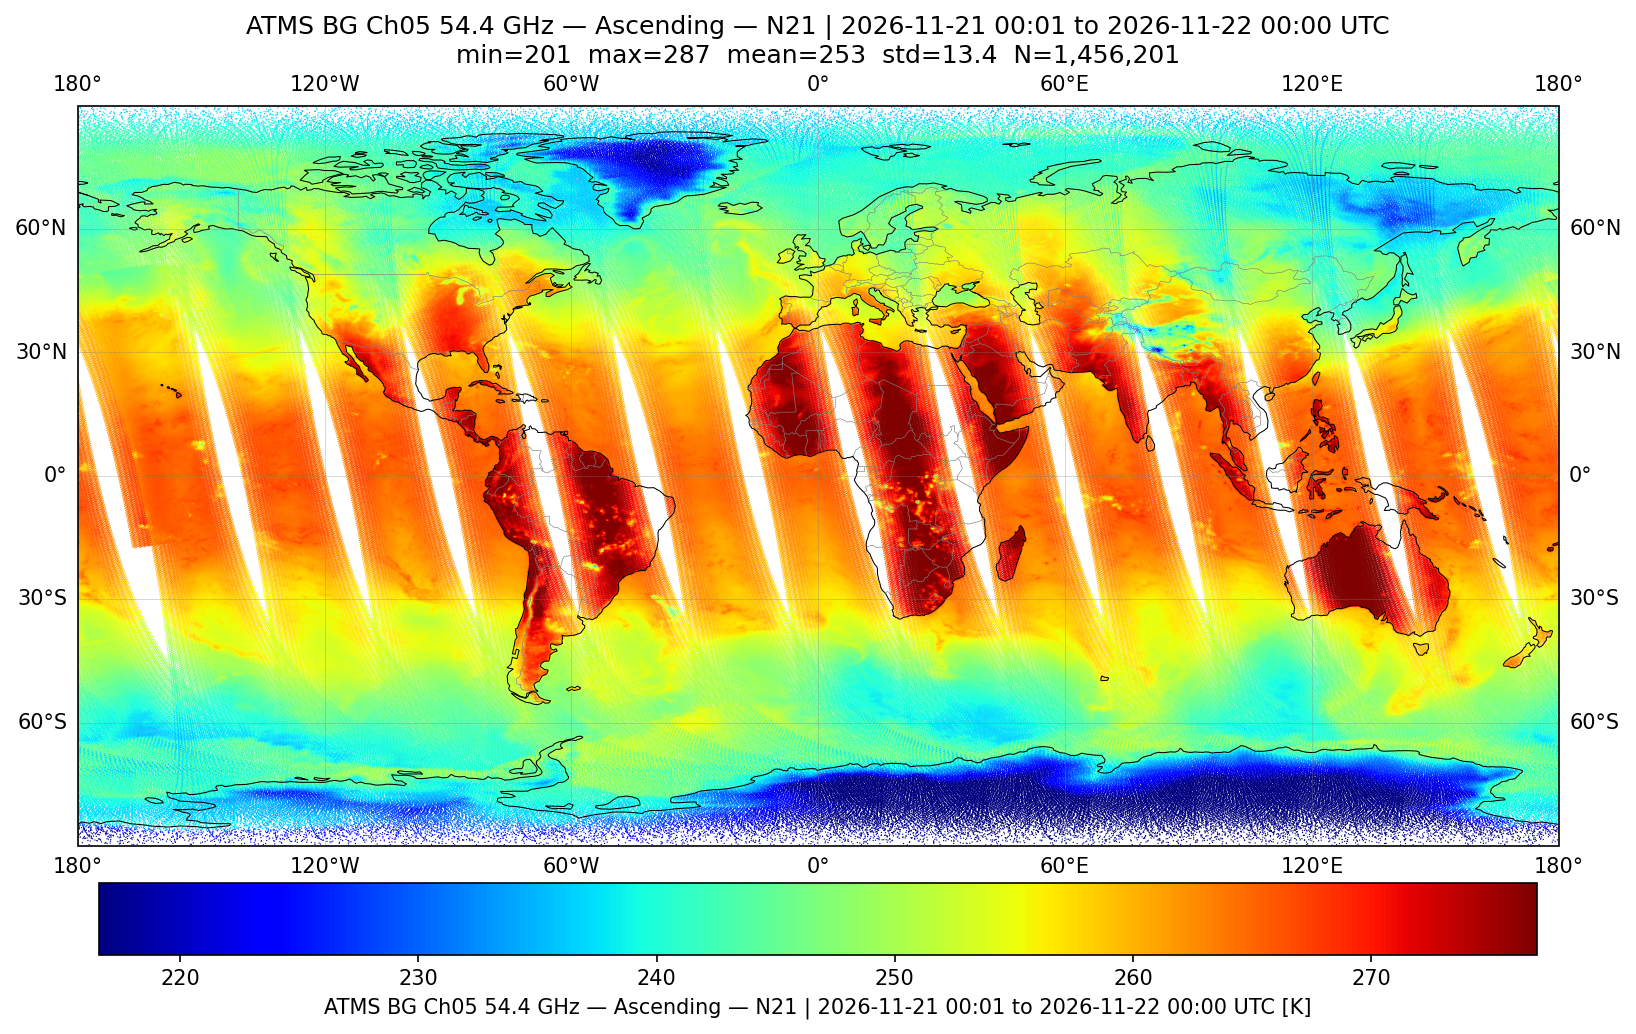 ATMS BG Ch05 54.4 GHz — Ascending — N21 | 2026-11-21 00:01 to 2026-11-22 00:00 UTC
min=201 max=287 mean=253 std=13.4 N=1,456,201
180° 120°W 60°W 0° 60°E 120°E 180°
60°N 60°N
30°N 30°N
0° 0°
30°S 30°S
60°S 60°S
180° 120°W 60°W 0° 60°E 120°E 180°
220 230 240 250 260 270
ATMS BG Ch05 54.4 GHz — Ascending — N21 | 2026-11-21 00:01 to 2026-11-22 00:00 UTC [K]